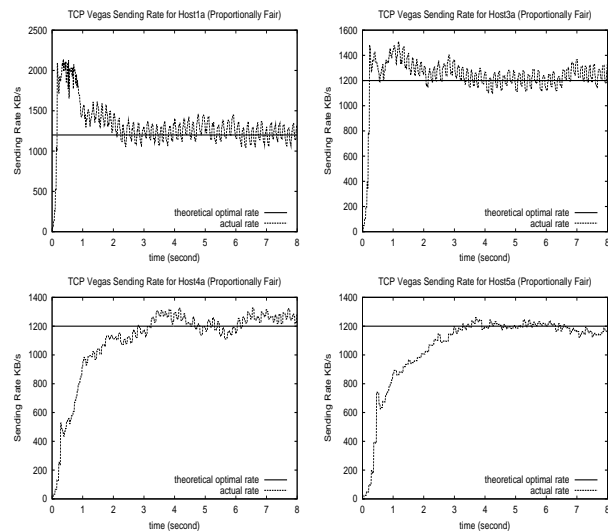 TCP Vegas Sending Rate for Host1a (Proportionally Fair)
2500
2000
1500
1000
500
0
Sending Rate KB/s
theoretical optimal rate
actual rate
0 1 2 3 4 5 6 7 8
time (second)
TCP Vegas Sending Rate for Host3a (Proportionally Fair)
1600
1400
1200
1000
800
600
400
200
0
Sending Rate KB/s
theoretical optimal rate
actual rate
0 1 2 3 4 5 6 7 8
time (second)
TCP Vegas Sending Rate for Host4a (Proportionally Fair)
1400
1200
1000
800
600
400
200
0
Sending Rate KB/s
theoretical optimal rate
actual rate
0 1 2 3 4 5 6 7 8
time (second)
TCP Vegas Sending Rate for Host5a (Proportionally Fair)
1400
1200
1000
800
600
400
200
0
Sending Rate KB/s
theoretical optimal rate
actual rate
0 1 2 3 4 5 6 7 8
time (second)